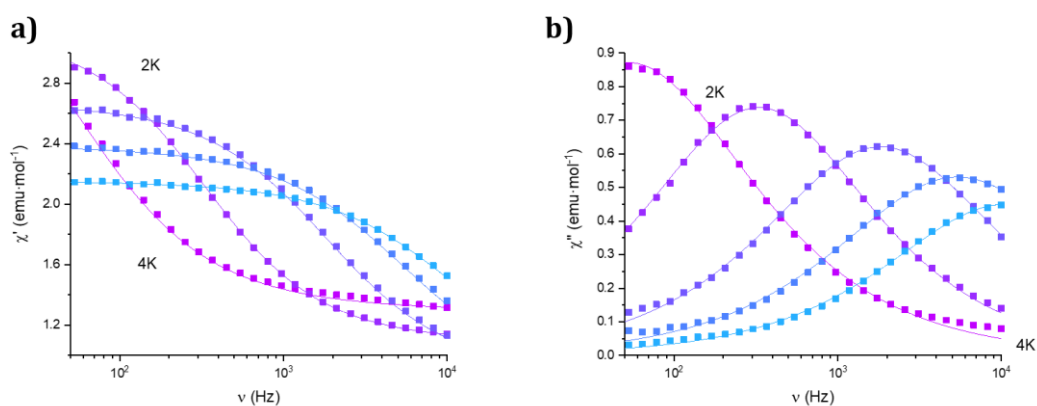 a)
2K
4K
2.8
2.4
2.0
1.6
1.2
χ' (emu·mol⁻¹)
10² 10³ 10⁴
ν (Hz)
b)
2K
4K
0.9
0.8
0.7
0.6
0.5
0.4
0.3
0.2
0.1
0.0
χ" (emu·mol⁻¹)
10² 10³ 10⁴
ν (Hz)